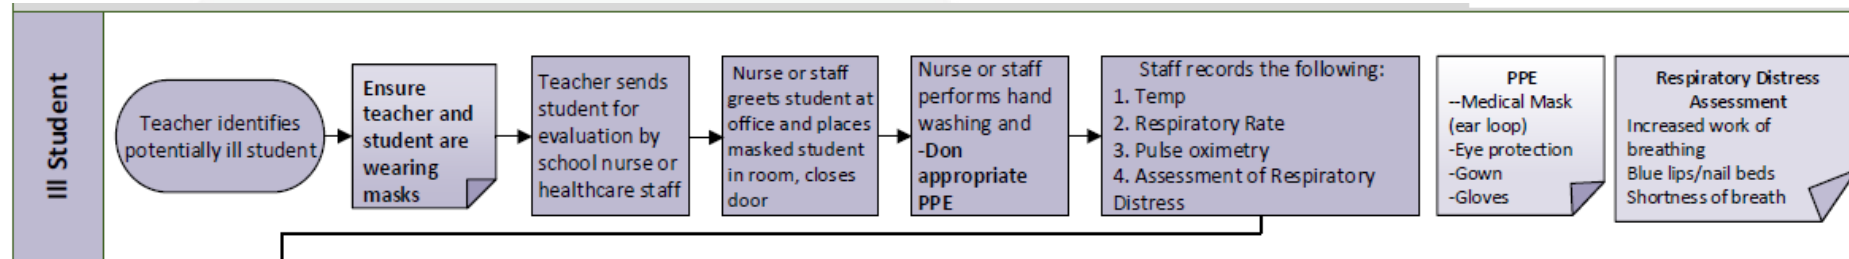 Ill Student
Teacher identifies
potentially ill student
Ensure
teacher and
student are
wearing
masks
Teacher sends
student for
evaluation by
school nurse or
healthcare staff
Nurse or staff
greets student at
office and places
masked student
in room, closes
door
Nurse or staff
performs hand
washing and
-Don
appropriate
PPE
Staff records the following:
1. Temp
2. Respiratory Rate
3. Pulse oximetry
4. Assessment of Respiratory
Distress
PPE
--Medical Mask
(ear loop)
-Eye protection
-Gown
-Gloves
Respiratory Distress
Assessment
Increased work of
breathing
Blue lips/nail beds
Shortness of breath